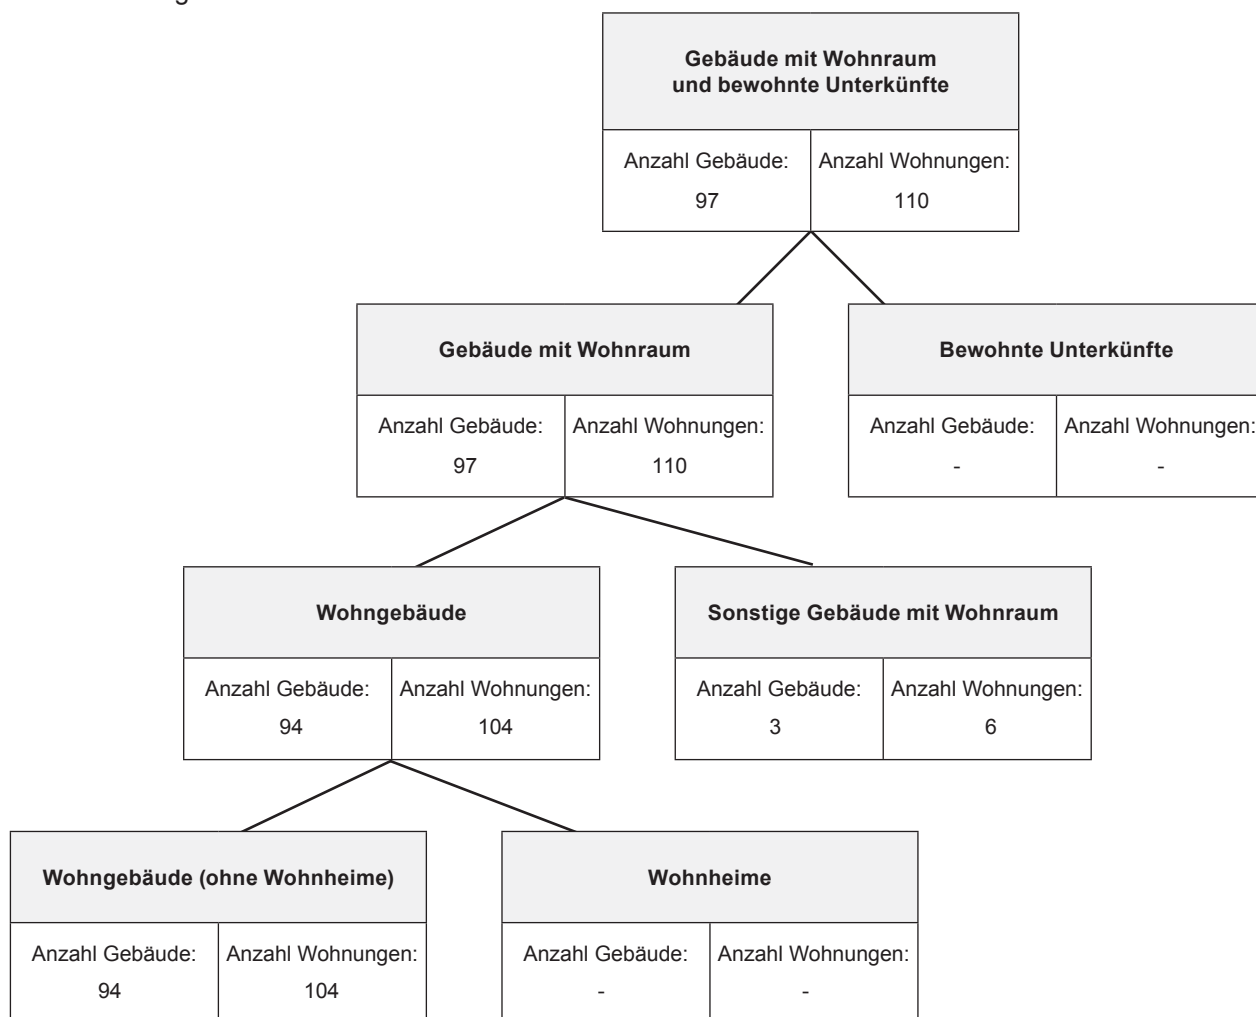 Gebäude mit Wohnraum
und bewohnte Unterkünfte
Anzahl Gebäude: Anzahl Wohnungen:
97 110
Gebäude mit Wohnraum
Bewohnte Unterkünfte
Anzahl Gebäude: Anzahl Wohnungen:
97 110
Anzahl Gebäude: Anzahl Wohnungen:
- -
Wohngebäude
Sonstige Gebäude mit Wohnraum
Anzahl Gebäude: Anzahl Wohnungen:
94 104
Anzahl Gebäude: Anzahl Wohnungen:
3 6
Wohngebäude (ohne Wohnheime)
Wohnheime
Anzahl Gebäude: Anzahl Wohnungen:
94 104
Anzahl Gebäude: Anzahl Wohnungen:
- -